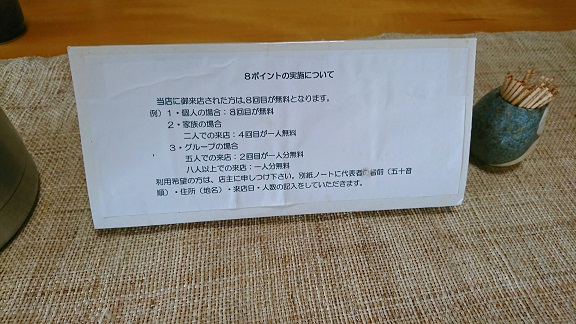 ８ポイントの実施について
当店に御来店された方は、８回目が無料となります。
例）１・個人の場合：８回目が無料
２・家族の場合
二人での来店：４回目が一人無料
３・グループの場合
五人での来店：２回目が一人分無料
八人以上での来店：一人分無料
利用希望の方は、店主に申しつけ下さい。別紙ノートに代表者の名前（五十音
順）・住所（地名）・来店日・人数の記入をしていただきます。